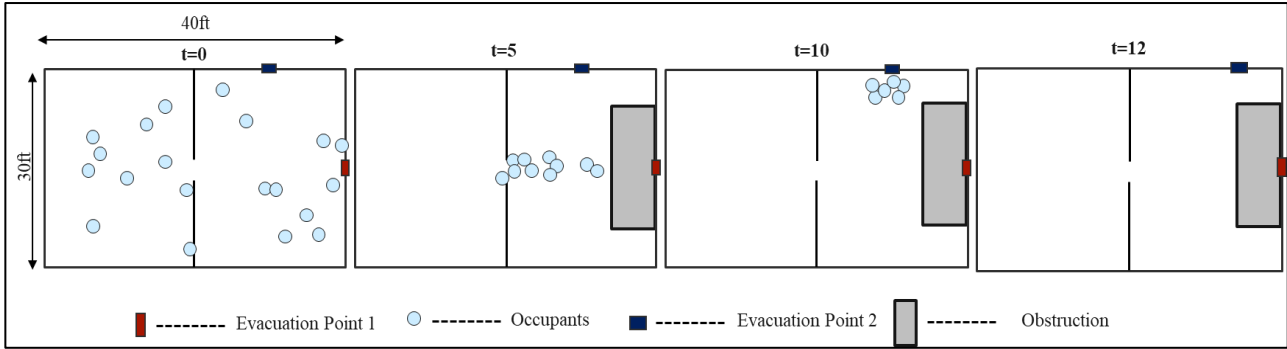 40ft
t=0
t=5
t=10
t=12
30ft
Evacuation Point 1
Occupants
Evacuation Point 2
Obstruction